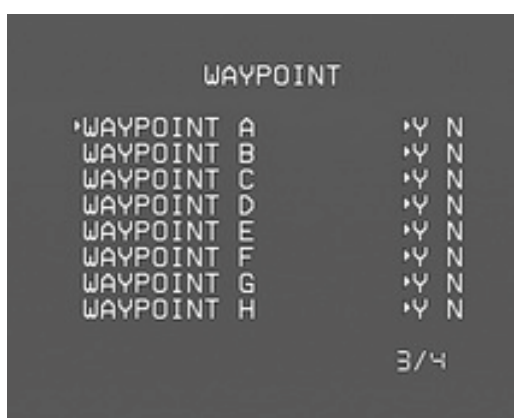 WAYPOINT
‣WAYPOINT A ‣Y N
WAYPOINT B ‣Y N
WAYPOINT C ‣Y N
WAYPOINT D ‣Y N
WAYPOINT E ‣Y N
WAYPOINT F ‣Y N
WAYPOINT G ‣Y N
WAYPOINT H ‣Y N
3/4